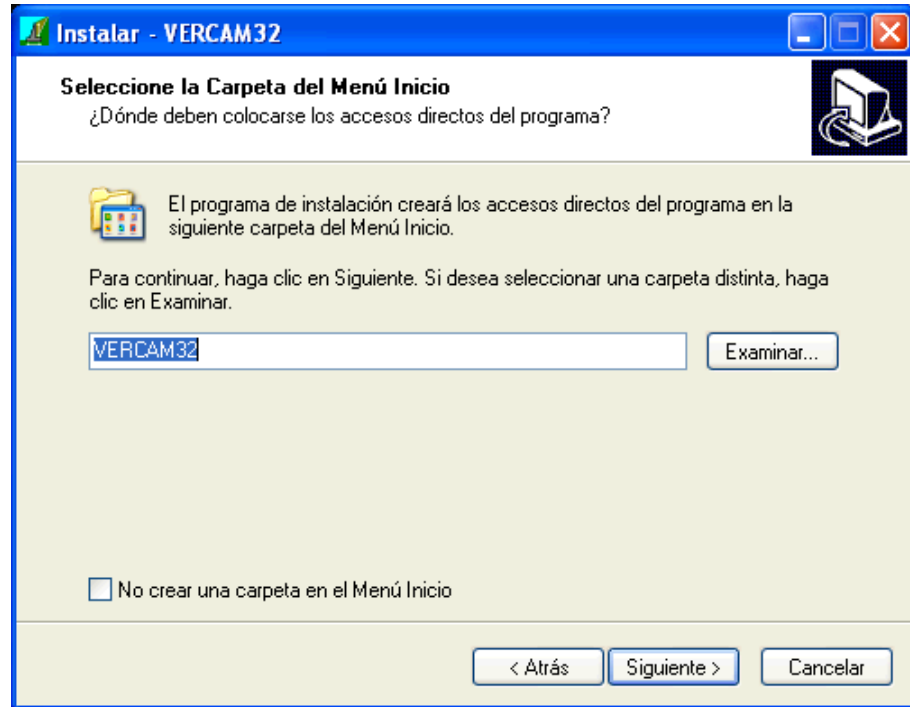 Instalar - VERCAM32
Seleccione la Carpeta del Menú Inicio
¿Dónde deben colocarse los accesos directos del programa?
El programa de instalación creará los accesos directos del programa en la
siguiente carpeta del Menú Inicio.
Para continuar, haga clic en Siguiente. Si desea seleccionar una carpeta distinta, haga
clic en Examinar.
VERCAM32
Examinar...
No crear una carpeta en el Menú Inicio
< Atrás
Siguiente >
Cancelar